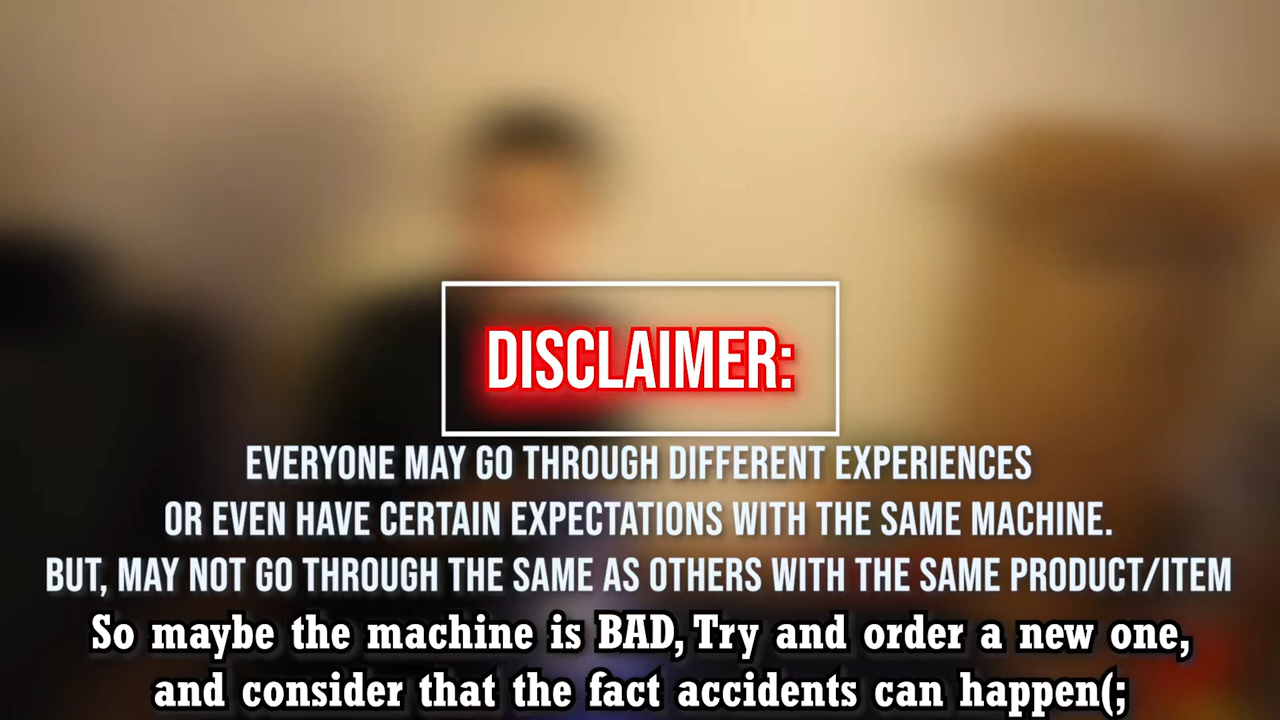 DISCLAIMER:
EVERYONE MAY GO THROUGH DIFFERENT EXPERIENCES
OR EVEN HAVE CERTAIN EXPECTATIONS WITH THE SAME MACHINE.
BUT, MAY NOT GO THROUGH THE SAME AS OTHERS WITH THE SAME PRODUCT/ITEM
So maybe the machine is BAD, Try and order a new one,
and consider that the fact accidents can happen(;